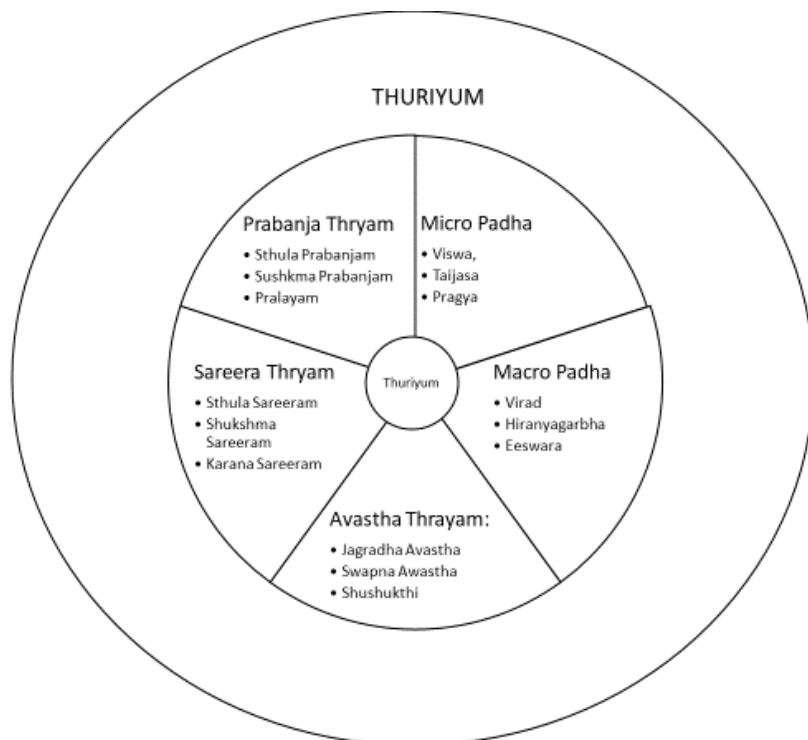 THURIYUM
Prabanja Thryam
• Sthula Prabanjam
• Sushkma Prabanjam
• Pralayam
Micro Padha
• Viswa,
• Taijasa
• Pragya
Sareera Thryam
• Sthula Sareeram
• Shukshma
Sareeram
• Karana Sareeram
Thuriyum
Macro Padha
• Virad
• Hiranyagarbha
• Eeswara
Avastha Thrayam:
• Jagradha Avastha
• Swapna Awastha
• Shushukthi